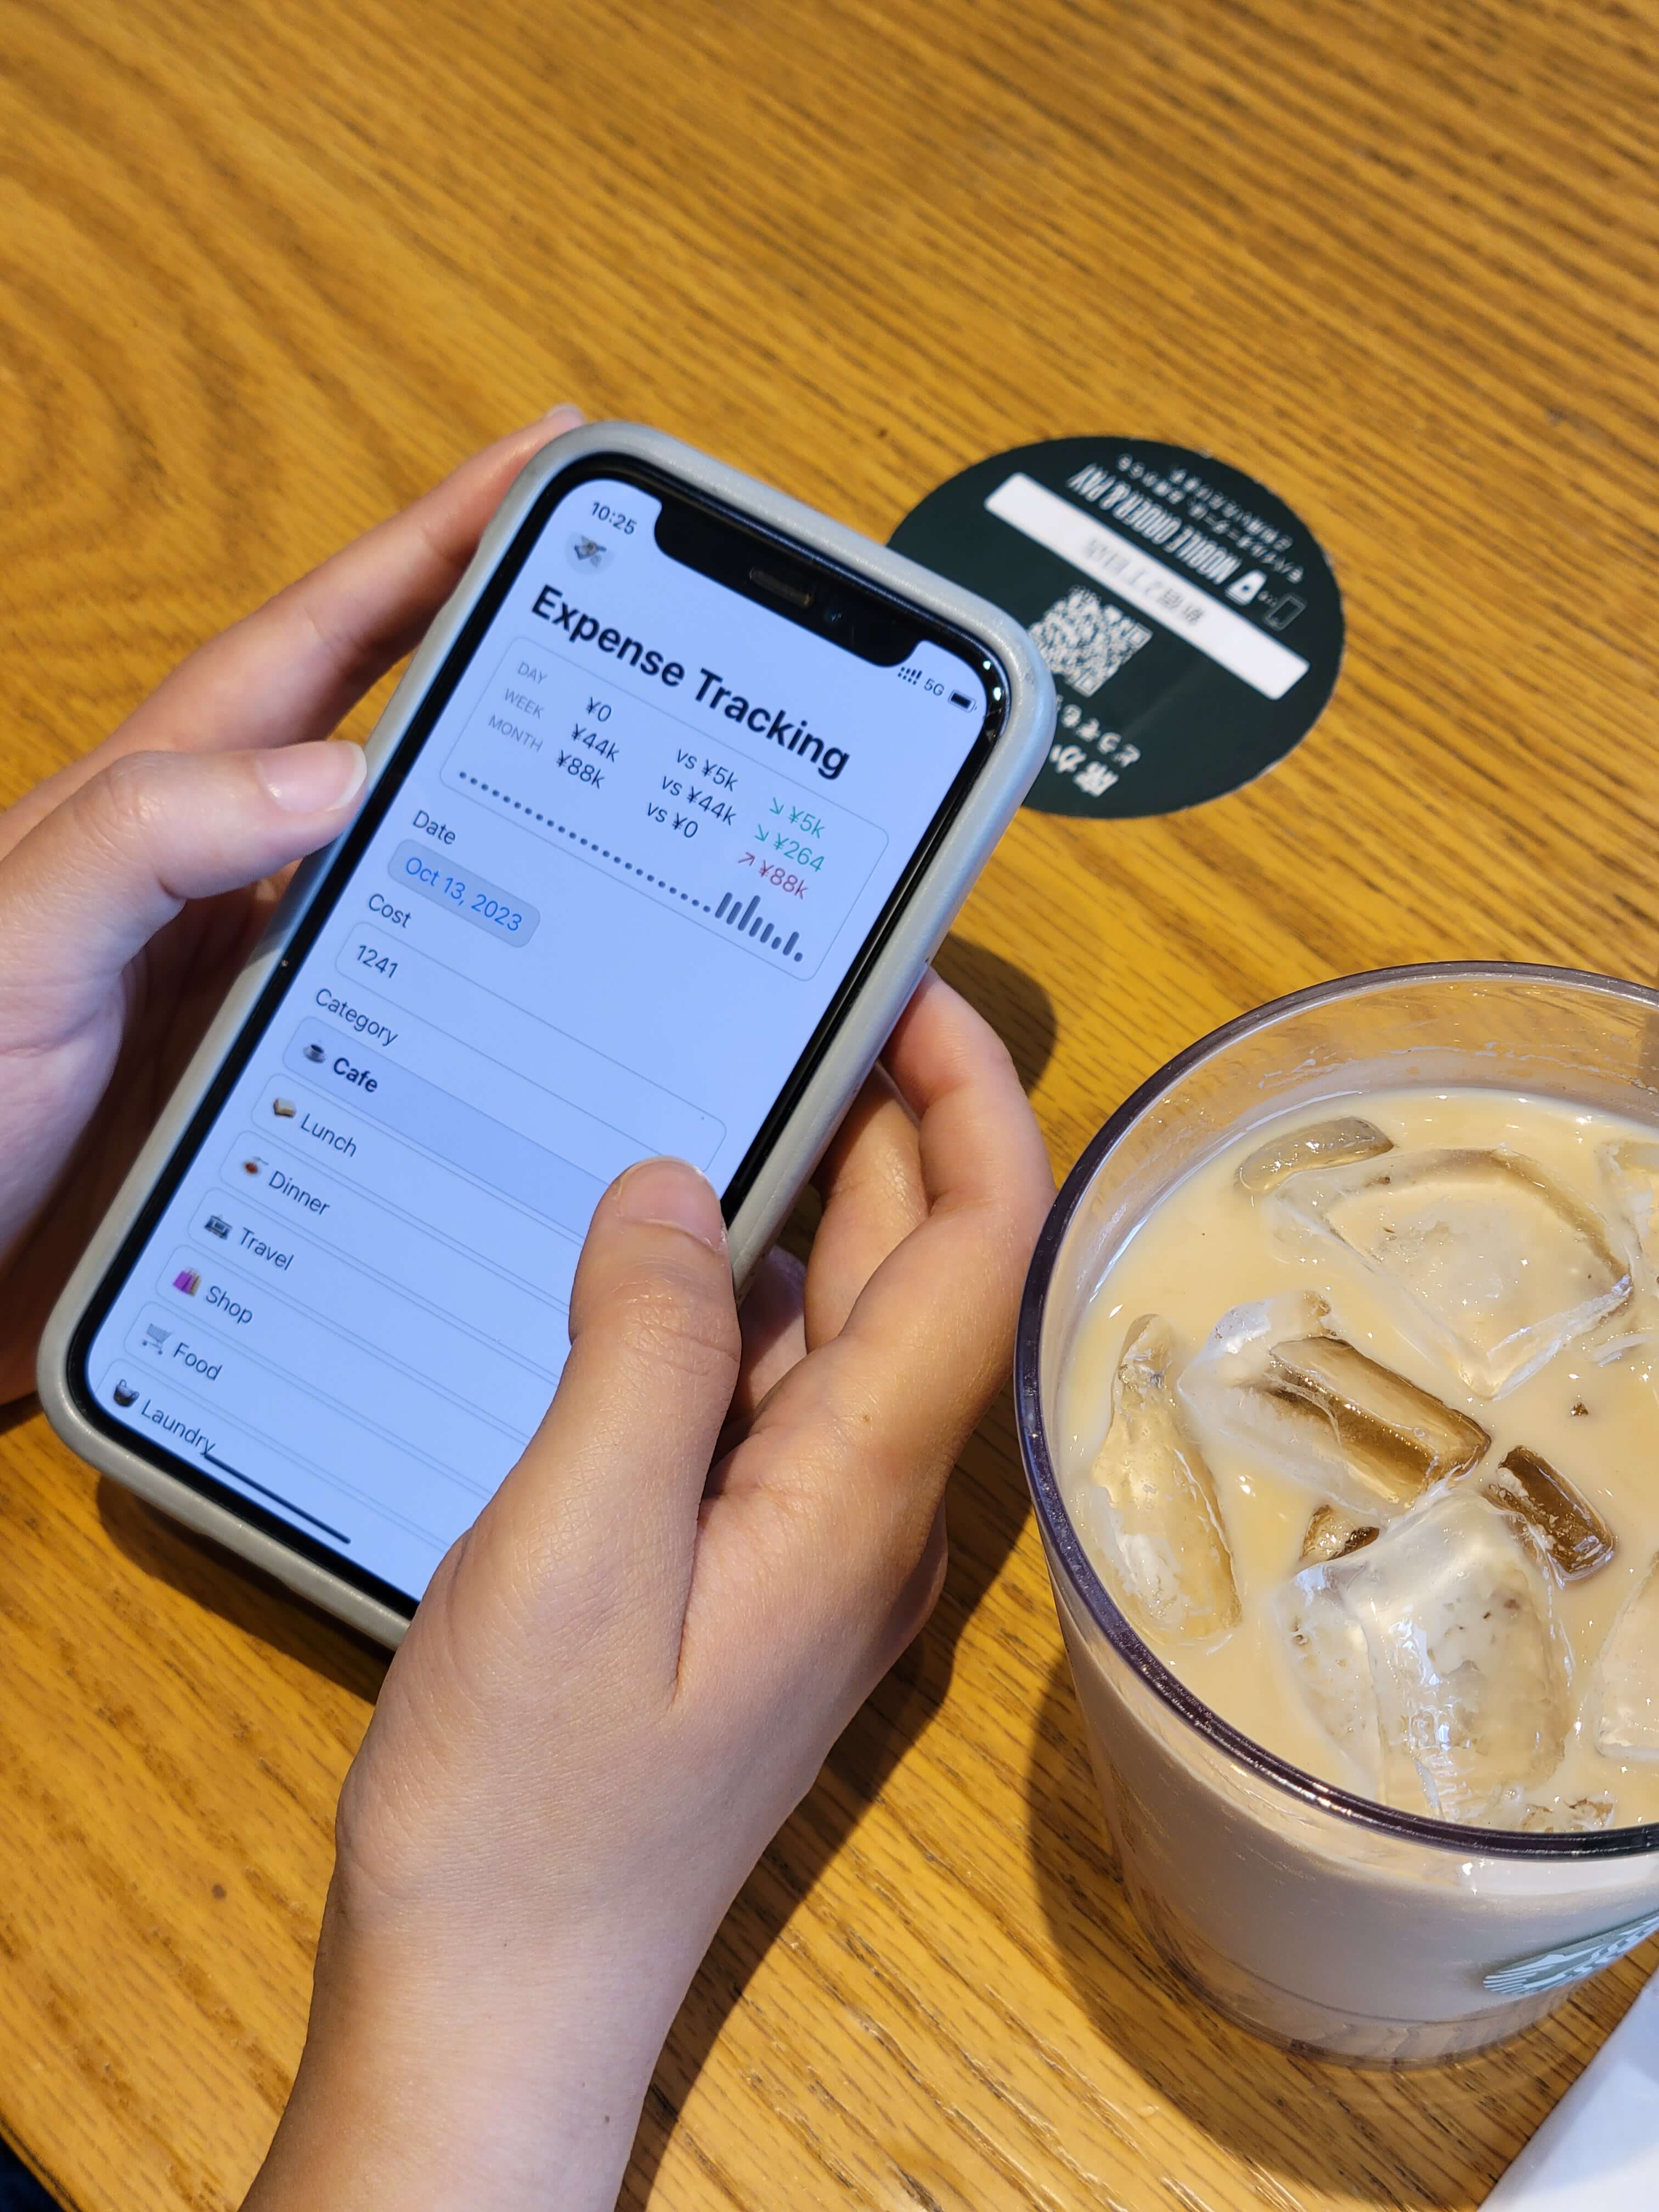 10:25
5G
Expense Tracking
DAY ¥0 vs ¥5k ↘ ¥5k
WEEK ¥44k vs ¥44k ↘ ¥264
MONTH ¥88k vs ¥0 ↗ ¥88k
Date
Oct 13, 2023
Cost
1241
Category
Cafe
Lunch
Dinner
Travel
Shop
Food
Laundry
MOBILE ORDER & PAY